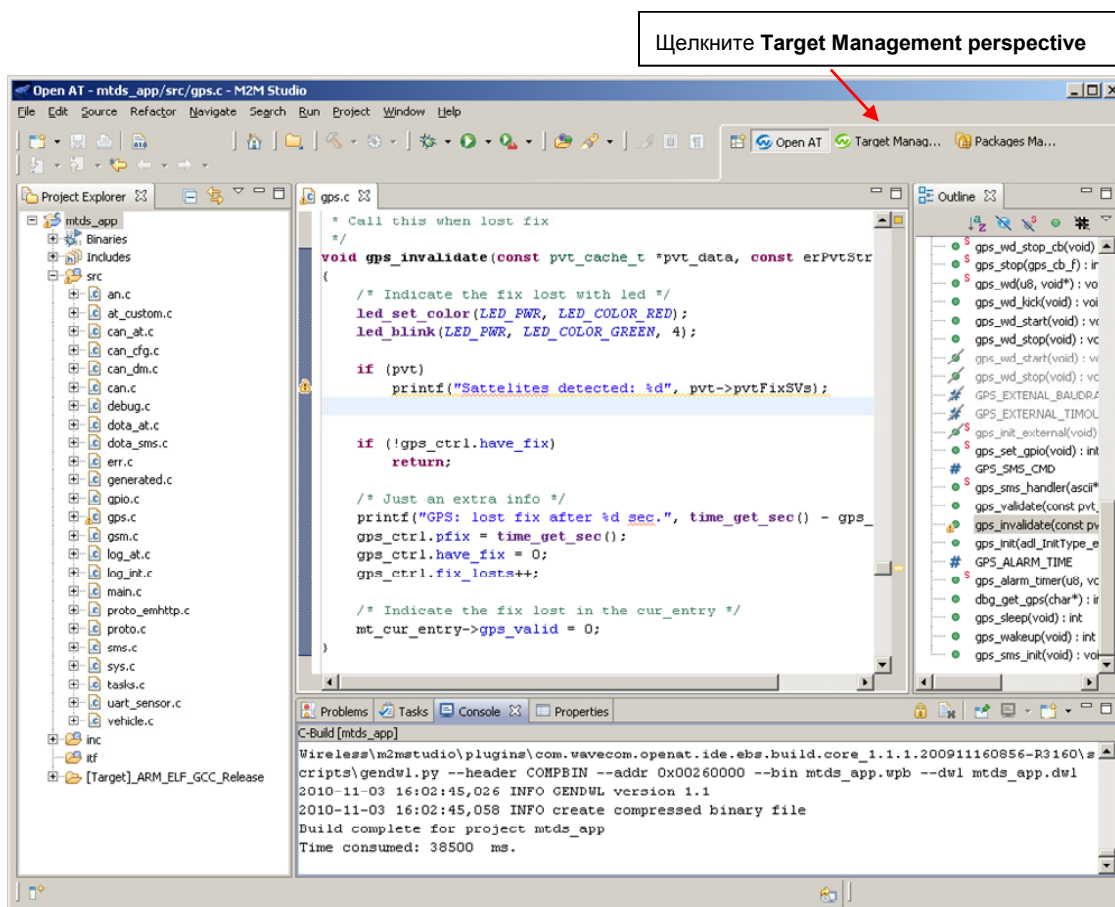 Щелкните Target Management perspective
Open AT - mtds_app/src/gps.c - M2M Studio
File Edit Source Refactor Navigate Search Run Project Window Help
Open AT Target Manag... Packages Ma...
Project Explorer
mtds_app
Binaries
Includes
src
an.c
at_custom.c
can_at.c
can_cfg.c
can_dm.c
can.c
debug.c
dota_at.c
dota_sms.c
err.c
generated.c
gpio.c
gps.c
gsm.c
log_at.c
log_int.c
main.c
proto_emhttp.c
proto.c
sms.c
sys.c
tasks.c
uart_sensor.c
vehicle.c
inc
itf
[Target]_ARM_ELF_GCC_Release
gps.c
* Call this when lost fix
*/
void gps_invalidate(const pvt_cache_t *pvt_data, const erPvtStr
{
/* Indicate the fix lost with led */
led_set_color(LED_PWR, LED_COLOR_RED);
led_blink(LED_PWR, LED_COLOR_GREEN, 4);
if (pvt)
printf("Sattelites detected: %d", pvt->pvtFixSVs);
if (!gps_ctrl.have_fix)
return;
/* Just an extra info */
printf("GPS: lost fix after %d sec.", time_get_sec() - gps_
gps_ctrl.pfix = time_get_sec();
gps_ctrl.have_fix = 0;
gps_ctrl.fix_losts++;
/* Indicate the fix lost in the cur_entry */
mt_cur_entry->gps_valid = 0;
}
Outline
gps_wd_stop_cb(void)
gps_stop(gps_cb_f) : ir
gps_wd(u8, void*) : vo
gps_wd_kick(void) : voi
gps_wd_start(void) : vo
gps_wd_stop(void) : vc
gps_wd_start(void) : vo
gps_wd_stop(void) : vc
GPS_EXTENAL_BAUDRA
GPS_EXTERNAL_TIMOU
gps_init_external(void)
gps_set_gpio(void) : int
GPS_SMS_CMD
gps_sms_handler(ascii*
gps_validate(const pvt_
gps_invalidate(const pv
gps_init(adl_InitType_e
GPS_ALARM_TIME
gps_alarm_timer(u8, vc
dbg_get_gps(char*) : ir
gps_sleep(void) : int
gps_wakeup(void) : int
gps_sms_init(void) : voi
Problems Tasks Console Properties
C-Build [mtds_app]
Wireless\m2mstudio\plugins\com.wavecom.openat.ide.ebs.build.core_1.1.1.200911160856-R3160\s
cripts\gendwl.py --header COMPBIN --addr 0x00260000 --bin mtds_app.wpb --dwl mtds_app.dwl
2010-11-03 16:02:45,026 INFO GENDWL version 1.1
2010-11-03 16:02:45,058 INFO create compressed binary file
Build complete for project mtds_app
Time consumed: 38500 ms.